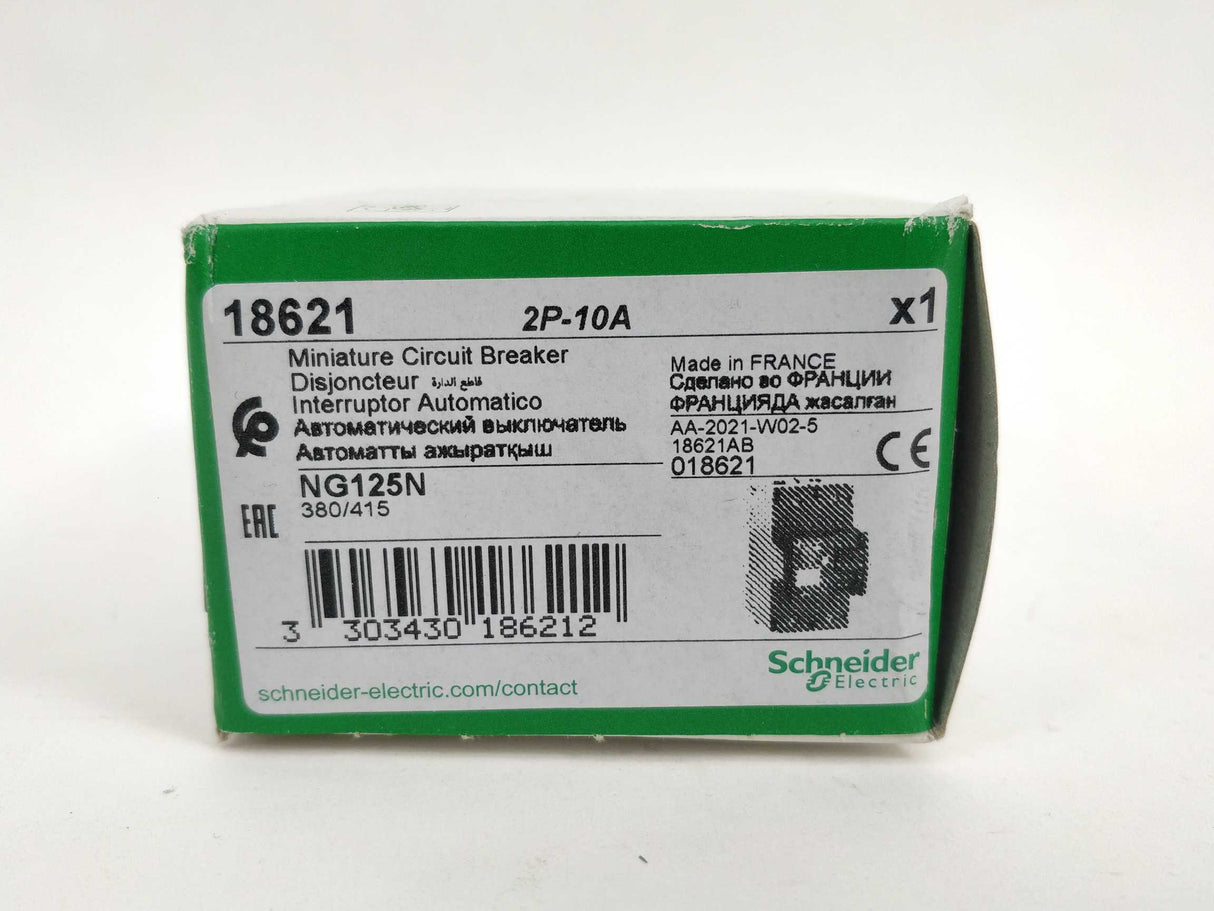 18621 2P-10A x1
Miniature Circuit Breaker
Disjoncteur قاطع الدارة
Interruptor Automatico
Автоматический выключатель
Автоматты ажыратқыш
Made in FRANCE
Сделано во ФРАНЦИИ
ФРАНЦИЯДА жасалған
AA-2021-W02-5
18621AB
018621
CE
NG125N
380/415
EAC
3 303430 186212
Schneider
Electric
schneider-electric.com/contact